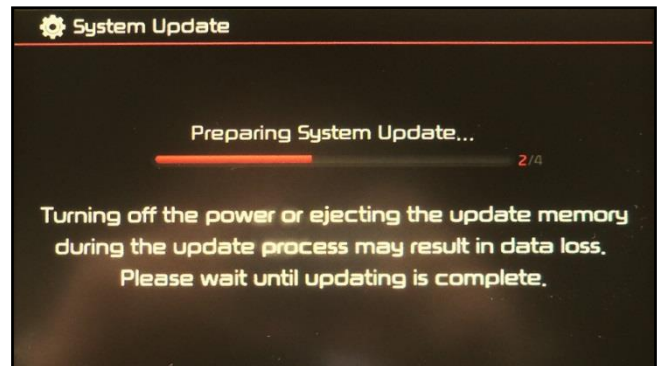 System Update
Preparing System Update...
2/4
Turning off the power or ejecting the update memory
during the update process may result in data loss.
Please wait until updating is complete.